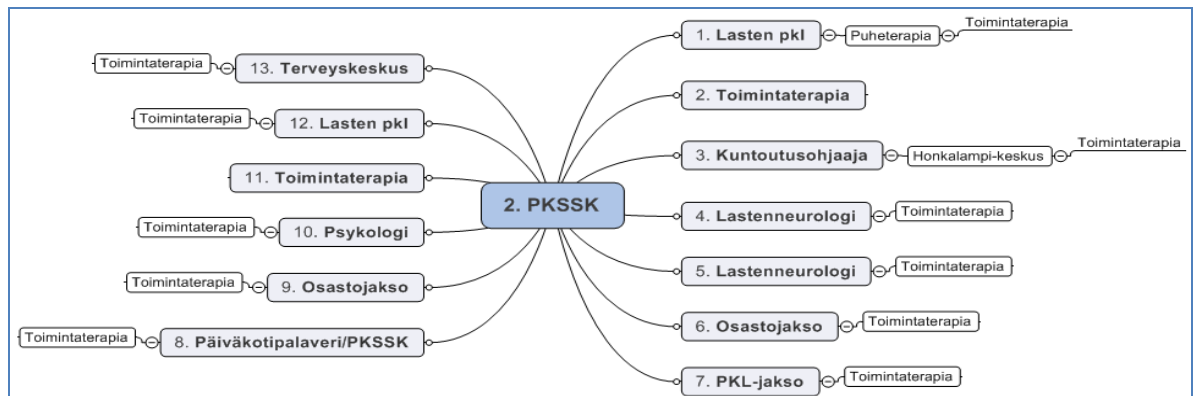 2. PKSSK
1. Lasten pkl
Puheterapia
Toimintaterapia
2. Toimintaterapia
3. Kuntoutusohjaaja
Honkalampi-keskus
Toimintaterapia
4. Lastenneurologi
Toimintaterapia
5. Lastenneurologi
Toimintaterapia
6. Osastojakso
Toimintaterapia
7. PKL-jakso
Toimintaterapia
8. Päiväkotipalaveri/PKSSK
Toimintaterapia
9. Osastojakso
Toimintaterapia
10. Psykologi
Toimintaterapia
11. Toimintaterapia
12. Lasten pkl
Toimintaterapia
13. Terveyskeskus
Toimintaterapia